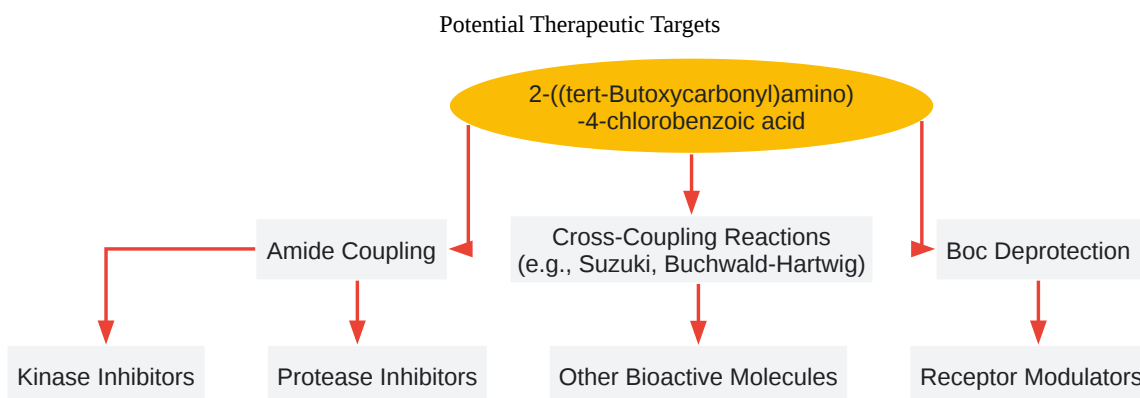 Potential Therapeutic Targets
2-((tert-Butoxycarbonyl)amino)
-4-chlorobenzoic acid
Amide Coupling
Cross-Coupling Reactions
(e.g., Suzuki, Buchwald-Hartwig)
Boc Deprotection
Kinase Inhibitors
Protease Inhibitors
Other Bioactive Molecules
Receptor Modulators